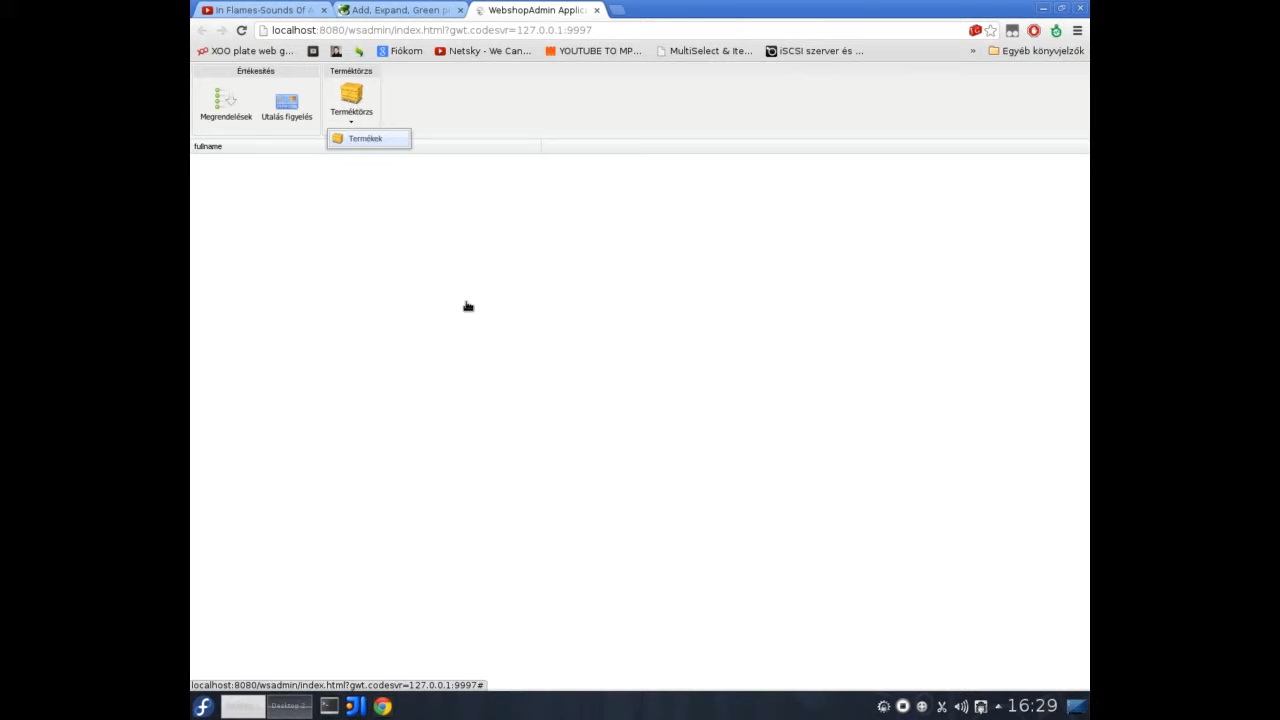 In Flames-Sounds Of A
Add, Expand, Green p
WebshopAdmin Applic
localhost:8080/wsadmin/index.html?gwt.codesvr=127.0.0.1:9997
XOO plate web g...
Fiókom
Netsky - We Can...
YOUTUBE TO MP...
MultiSelect & Ite...
iSCSI szerver és ...
»
Egyéb könyvjelzők
Értékesítés
Terméktörzs
Megrendelések
Utalás figyelés
Terméktörzs
Termékek
fullname
localhost:8080/wsadmin/index.html?gwt.codesvr=127.0.0.1:9997#
Desktop 2
16:29